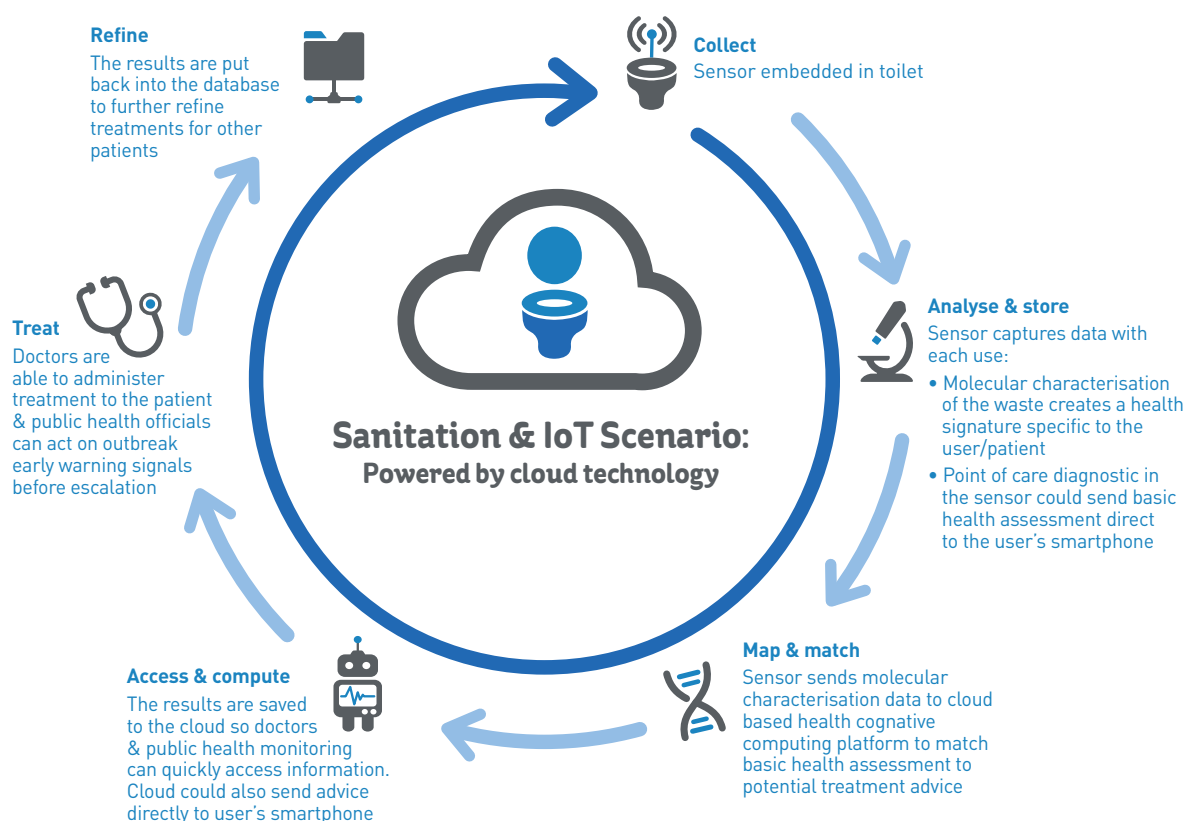 Refine
The results are put
back into the database
to further refine
treatments for other
patients
Collect
Sensor embedded in toilet
Analyse & store
Sensor captures data with
each use:
• Molecular characterisation
of the waste creates a health
signature specific to the
user/patient
• Point of care diagnostic in
the sensor could send basic
health assessment direct
to the user's smartphone
Treat
Doctors are
able to administer
treatment to the patient
& public health officials
can act on outbreak
early warning signals
before escalation
Sanitation & IoT Scenario:
Powered by cloud technology
Map & match
Sensor sends molecular
characterisation data to cloud
based health cognitive
computing platform to match
basic health assessment to
potential treatment advice
Access & compute
The results are saved
to the cloud so doctors
& public health monitoring
can quickly access information.
Cloud could also send advice
directly to user's smartphone